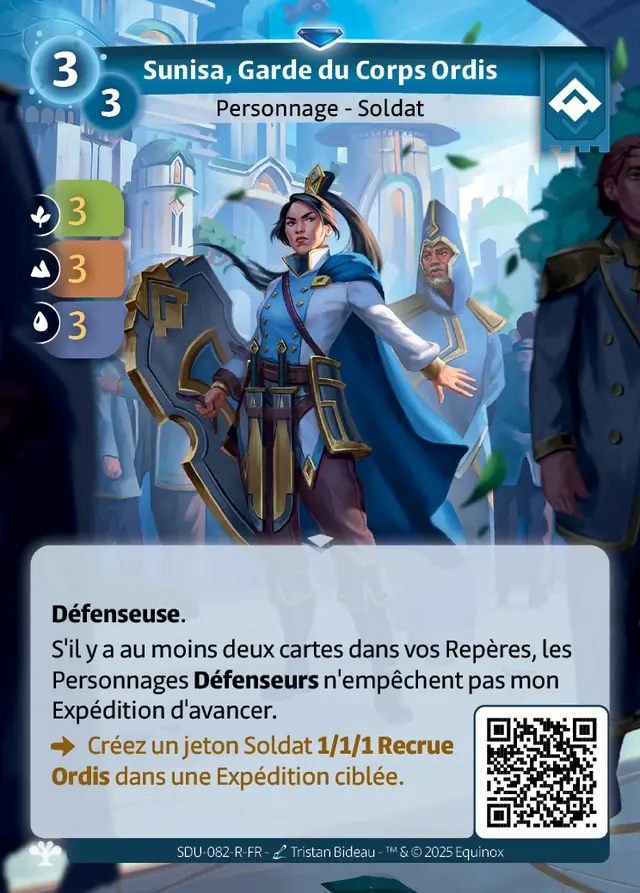 3
3
Sunisa, Garde du Corps Ordis
Personnage - Soldat
3
3
3
Défenseuse.
S'il y a au moins deux cartes dans vos Repères, les
Personnages Défenseurs n'empêchent pas mon
Expédition d'avancer.
Créez un jeton Soldat 1/1/1 Recrue
Ordis dans une Expédition ciblée.
SDU-082-R-FR - Tristan Bideau - ™ & © 2025 Equinox